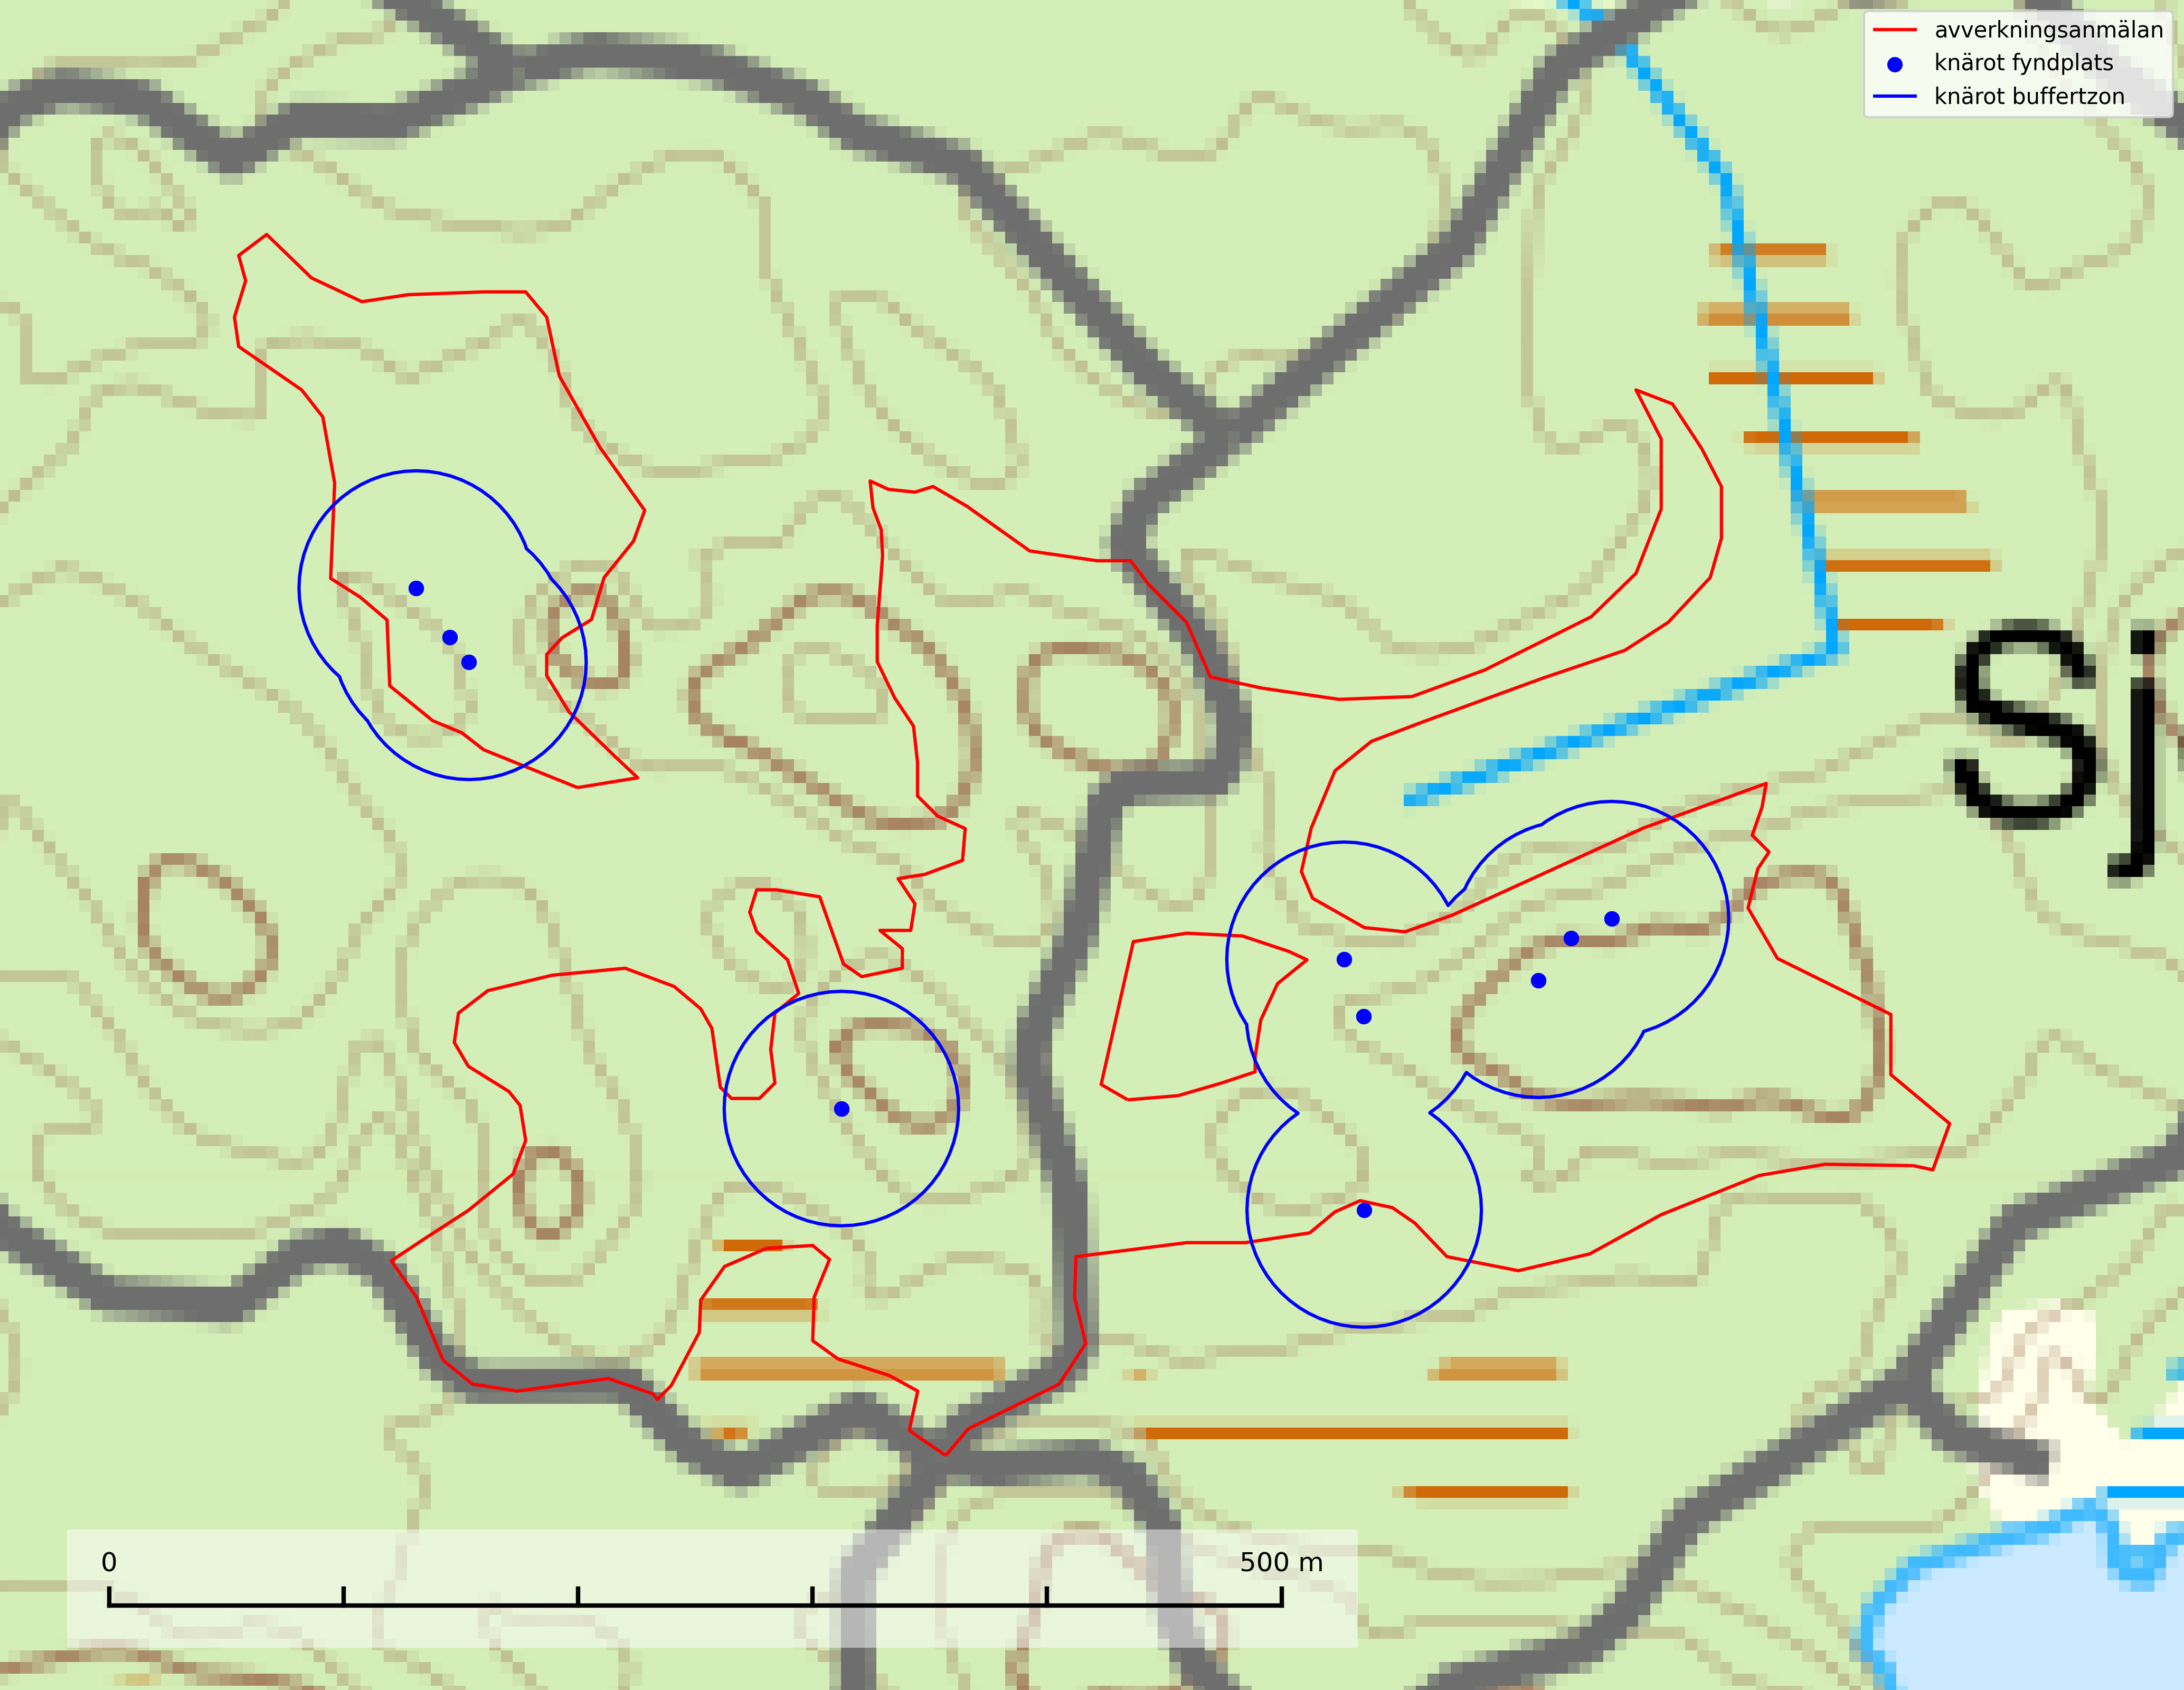 avverkningsanmälan
knärot fyndplats
knärot buffertzon
Sj
0 500 m